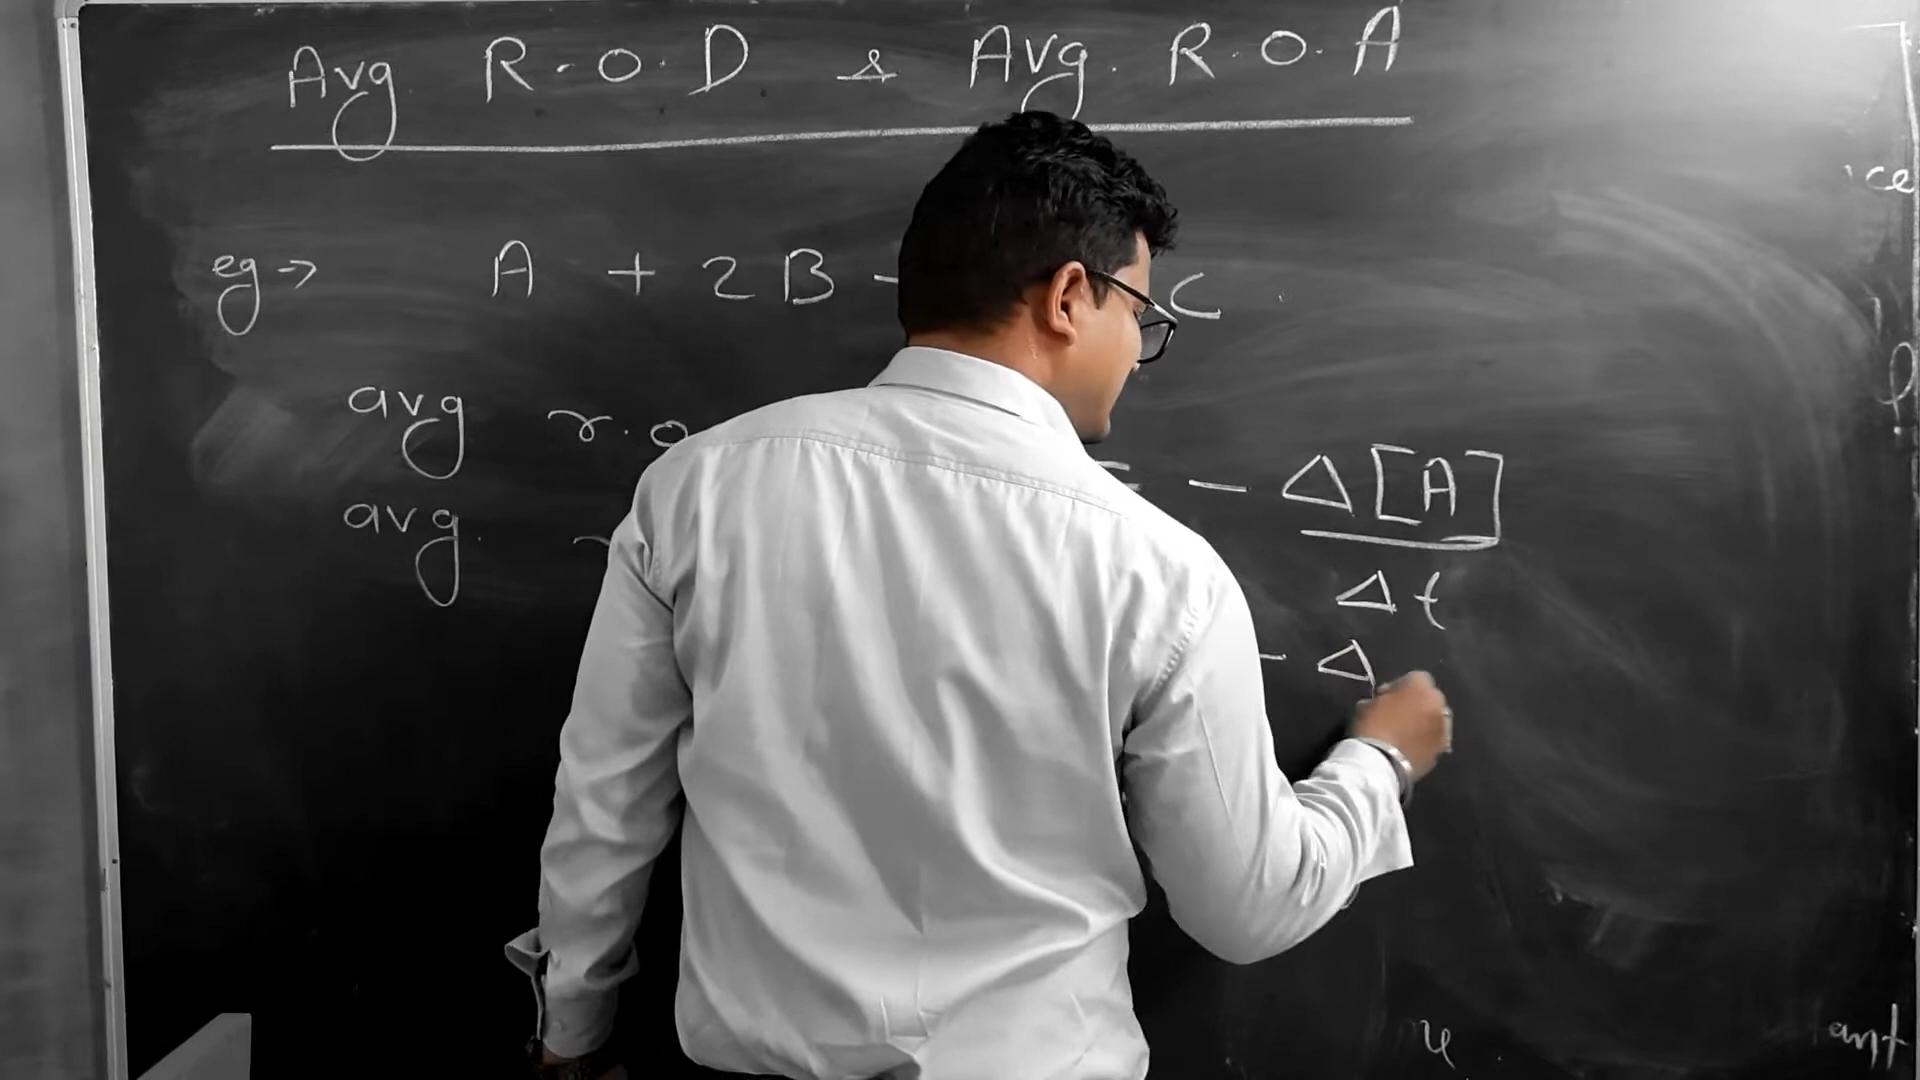 Avg R.O.D & Avg. R.O.A
eg→ A + 2B - C
avg r.o = - Δ[A]
Δt
avg. - Δ